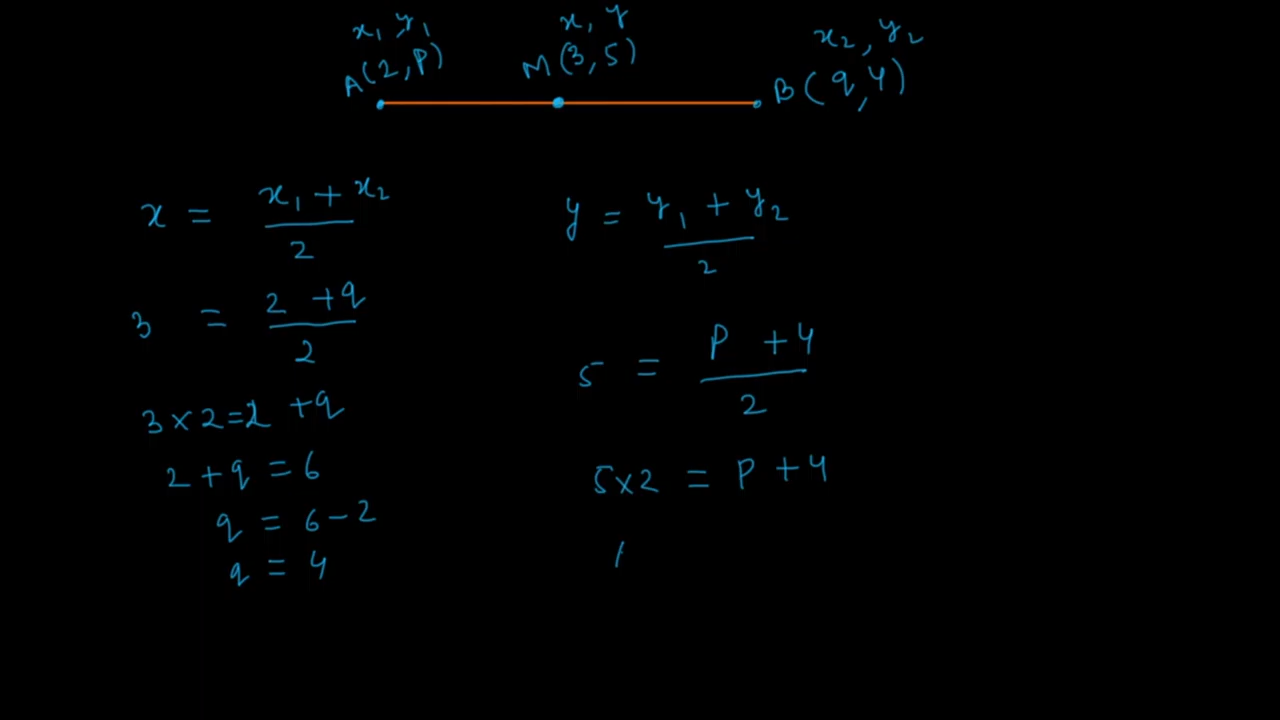 x₁, y₁ x, y x₂, y₂
A(2, P) M(3, 5) B(q, 4)
x = (x₁ + x₂)/2
y = (y₁ + y₂)/2
3 = (2 + q)/2
5 = (P + 4)/2
3 × 2 = 2 + q
2 + q = 6
5 × 2 = P + 4
q = 6 - 2
q = 4